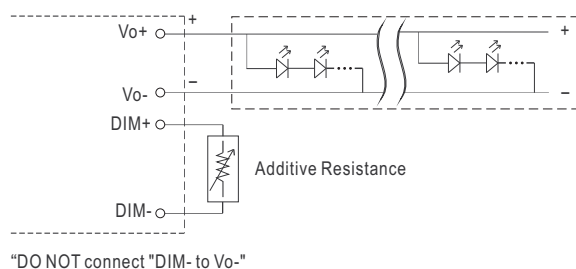 Vo+
+
+
Vo-
−
−
DIM+
Additive Resistance
DIM-
"DO NOT connect "DIM- to Vo-"